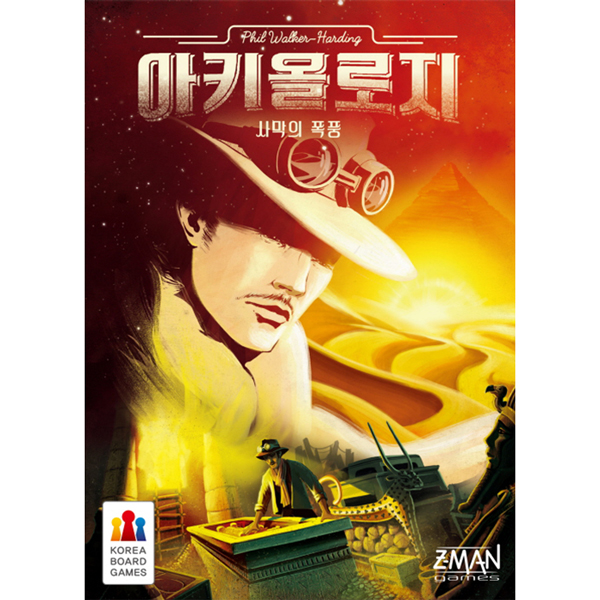 Phil Walker-Harding
아키올로지
사막의 폭풍
KOREA
BOARD
GAMES
Z-MAN
games